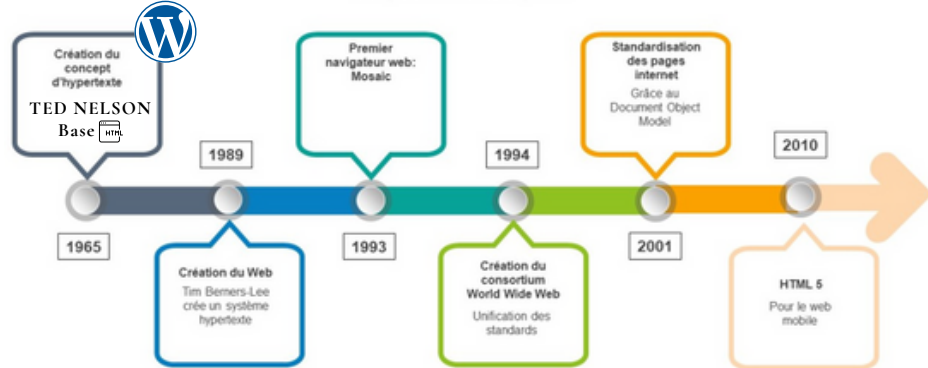 W
Création du
concept
d'hypertexte
TED NELSON
Base HTML
1965
1989
Création du Web
Tim Berners-Lee
crée un système
hypertexte
Premier
navigateur web:
Mosaic
1993
1994
Création du
consortium
World Wide Web
Unification des
standards
Standardisation
des pages
internet
Grâce au
Document Object
Model
2001
2010
HTML 5
Pour le web
mobile